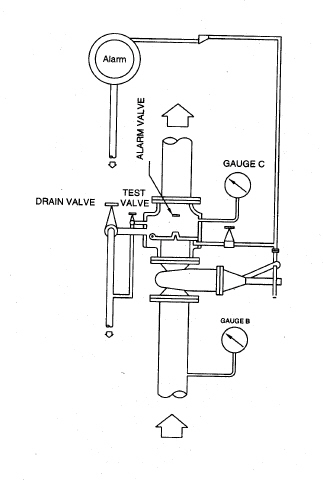 Alarm
ALARM VALVE
GAUGE C
DRAIN VALVE
TEST
VALVE
GAUGE B